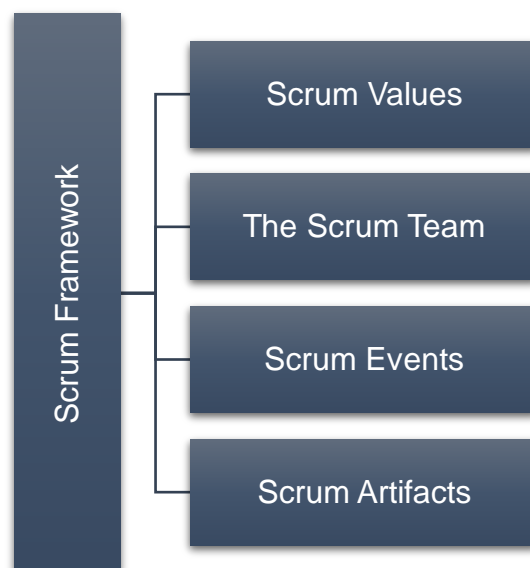 Scrum Framework
Scrum Values
The Scrum Team
Scrum Events
Scrum Artifacts